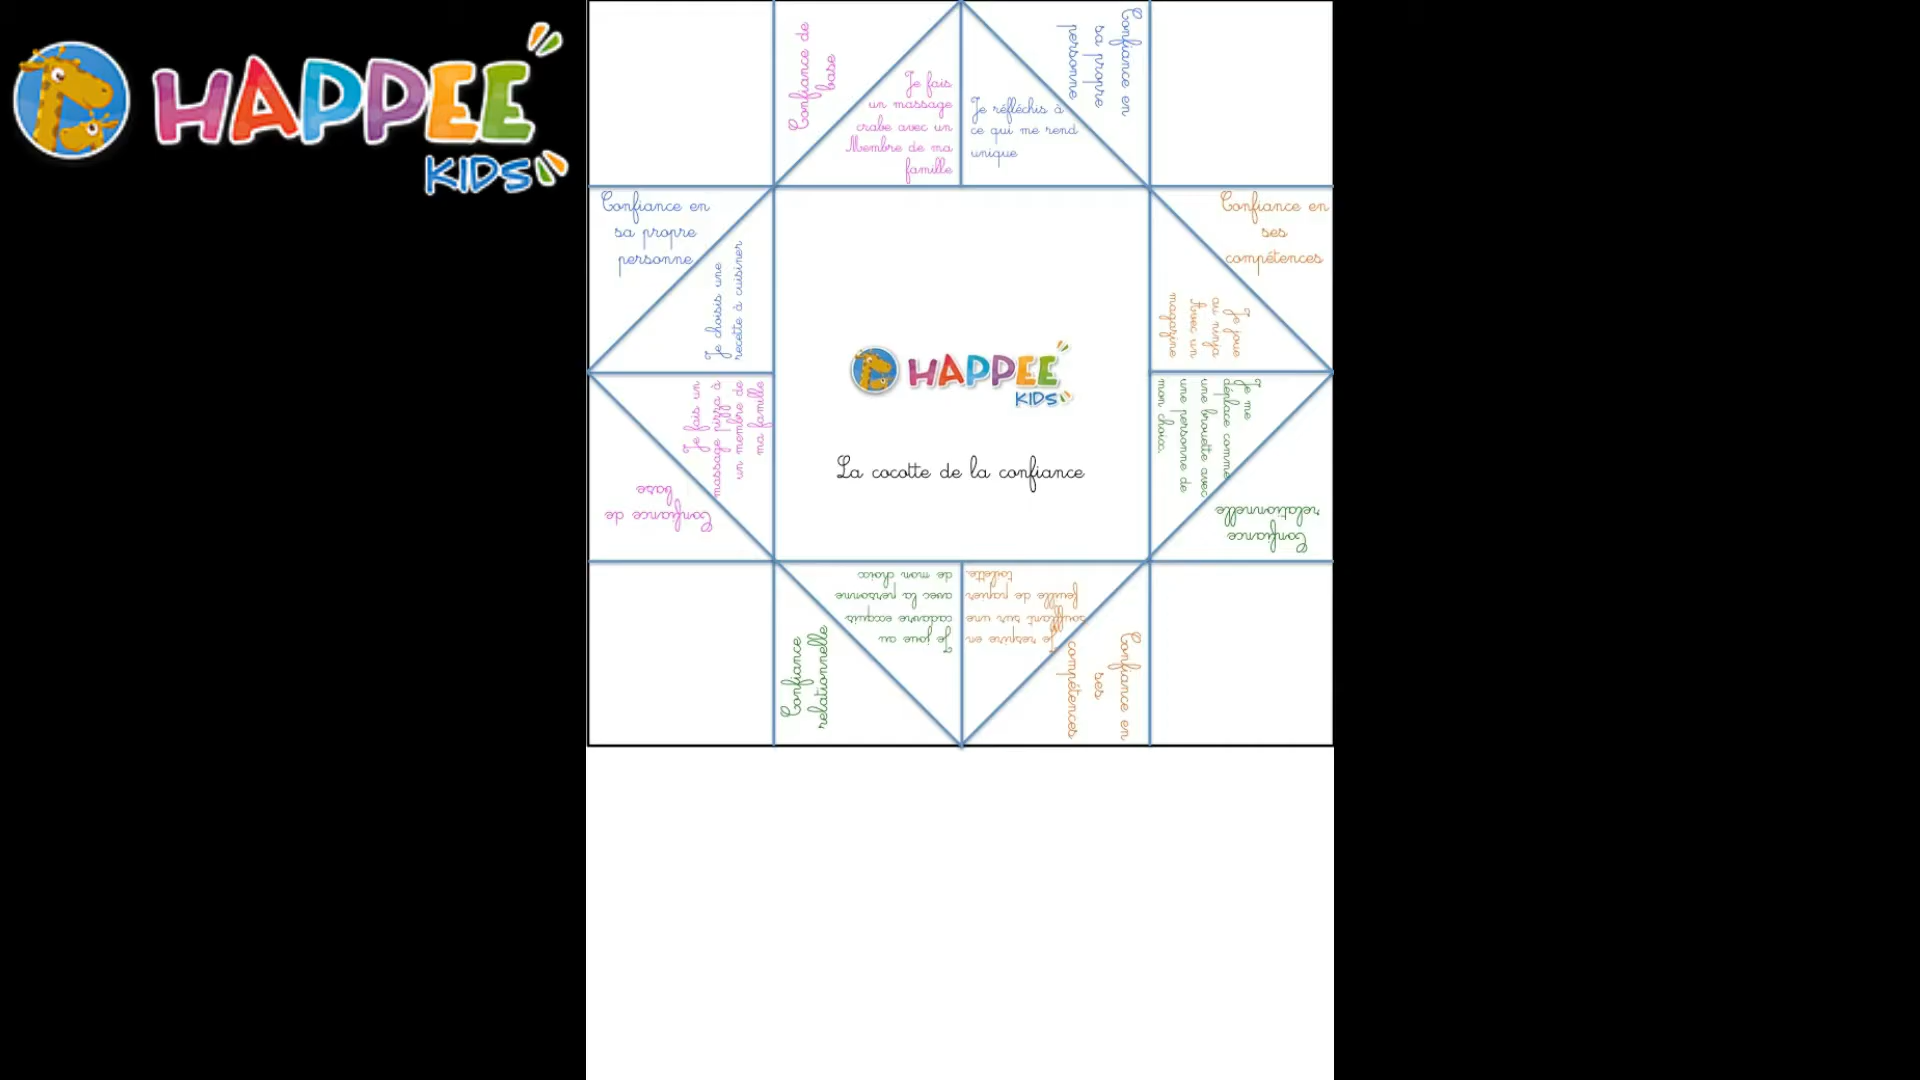 HAPPEE
KIDS
Confiance de
base
Je fais
un massage
crabe avec un
Membre de ma
famille
Je réfléchis à
ce qui me rend
unique
Confiance en
sa propre
personne
Confiance en
sa propre
personne
Je choisis une
recette à cuisiner
Confiance en
ses
compétences
Je joue
au ninja
Avec un
magazine
HAPPEE
KIDS
La cocotte de la confiance
Je fais un
massage pizza à
un membre de
ma famille
Confiance de
base
Je me
déplace comme
une brouette avec
une personne de
mon choix
Confiance
relationnelle
Confiance
relationnelle
Je joue au
cadavre excquis
avec la personne
de mon choix
Je respire en
soufflant sur une
feuille de papier
toilette
Confiance en
ses
compétences